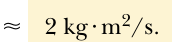 ≈ 2 kg·m²/s.